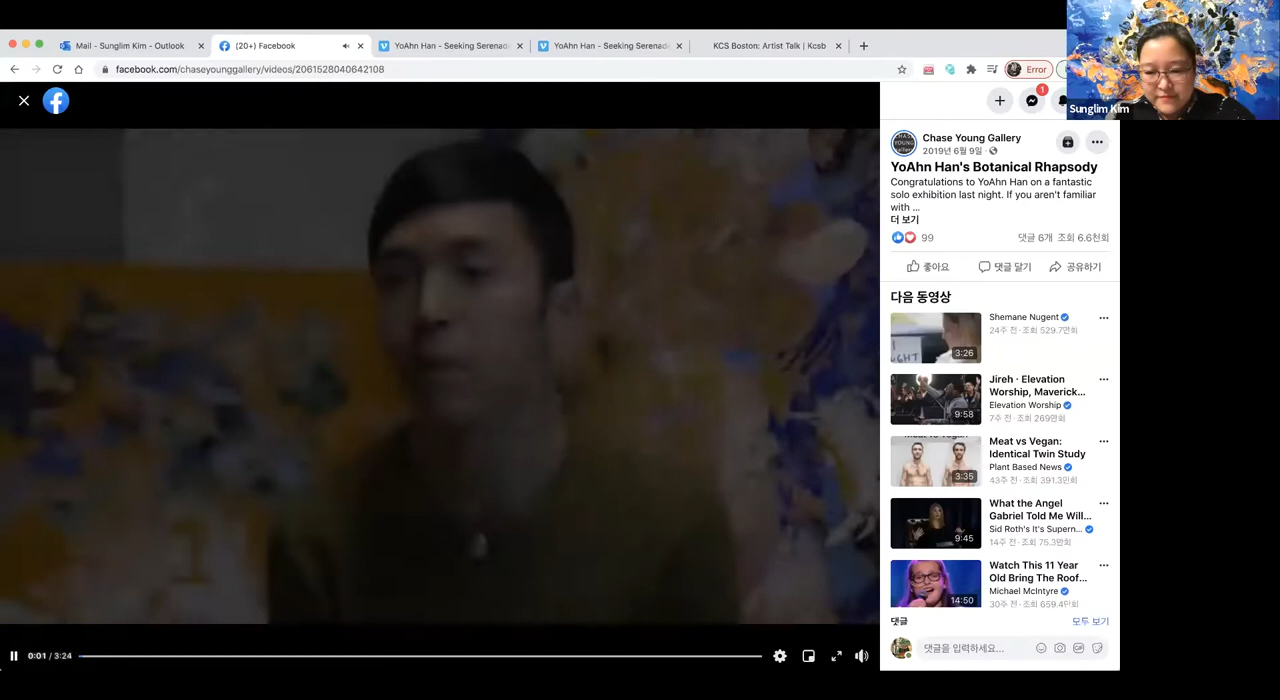 Mail - Sunglim Kim - Outlook
(20+) Facebook
YoAhn Han - Seeking Serenad
YoAhn Han - Seeking Serenad
KCS Boston: Artist Talk | Kcsb
facebook.com/chaseyounggallery/videos/2061528040642108
Error
Sunglim Kim
1
Chase Young Gallery
2019년 6월 9일 ·
YoAhn Han's Botanical Rhapsody
Congratulations to YoAhn Han on a fantastic
solo exhibition last night. If you aren't familiar
with ...
더 보기
99
댓글 6개 조회 6.6천회
좋아요
댓글 달기
공유하기
다음 동영상
Shemane Nugent
24주 전 · 조회 529.7만회
3:26
Jireh · Elevation
Worship, Maverick...
Elevation Worship
7주 전 · 조회 269만회
9:58
Meat vs Vegan:
Identical Twin Study
Plant Based News
43주 전 · 조회 391.3만회
3:35
What the Angel
Gabriel Told Me Will...
Sid Roth's It's Supern...
14주 전 · 조회 75.3만회
9:45
Watch This 11 Year
Old Bring The Roof...
Michael McIntyre
30주 전 · 조회 659.4만회
14:50
댓글
모두 보기
댓글을 입력하세요...
GIF
0:01 / 3:24